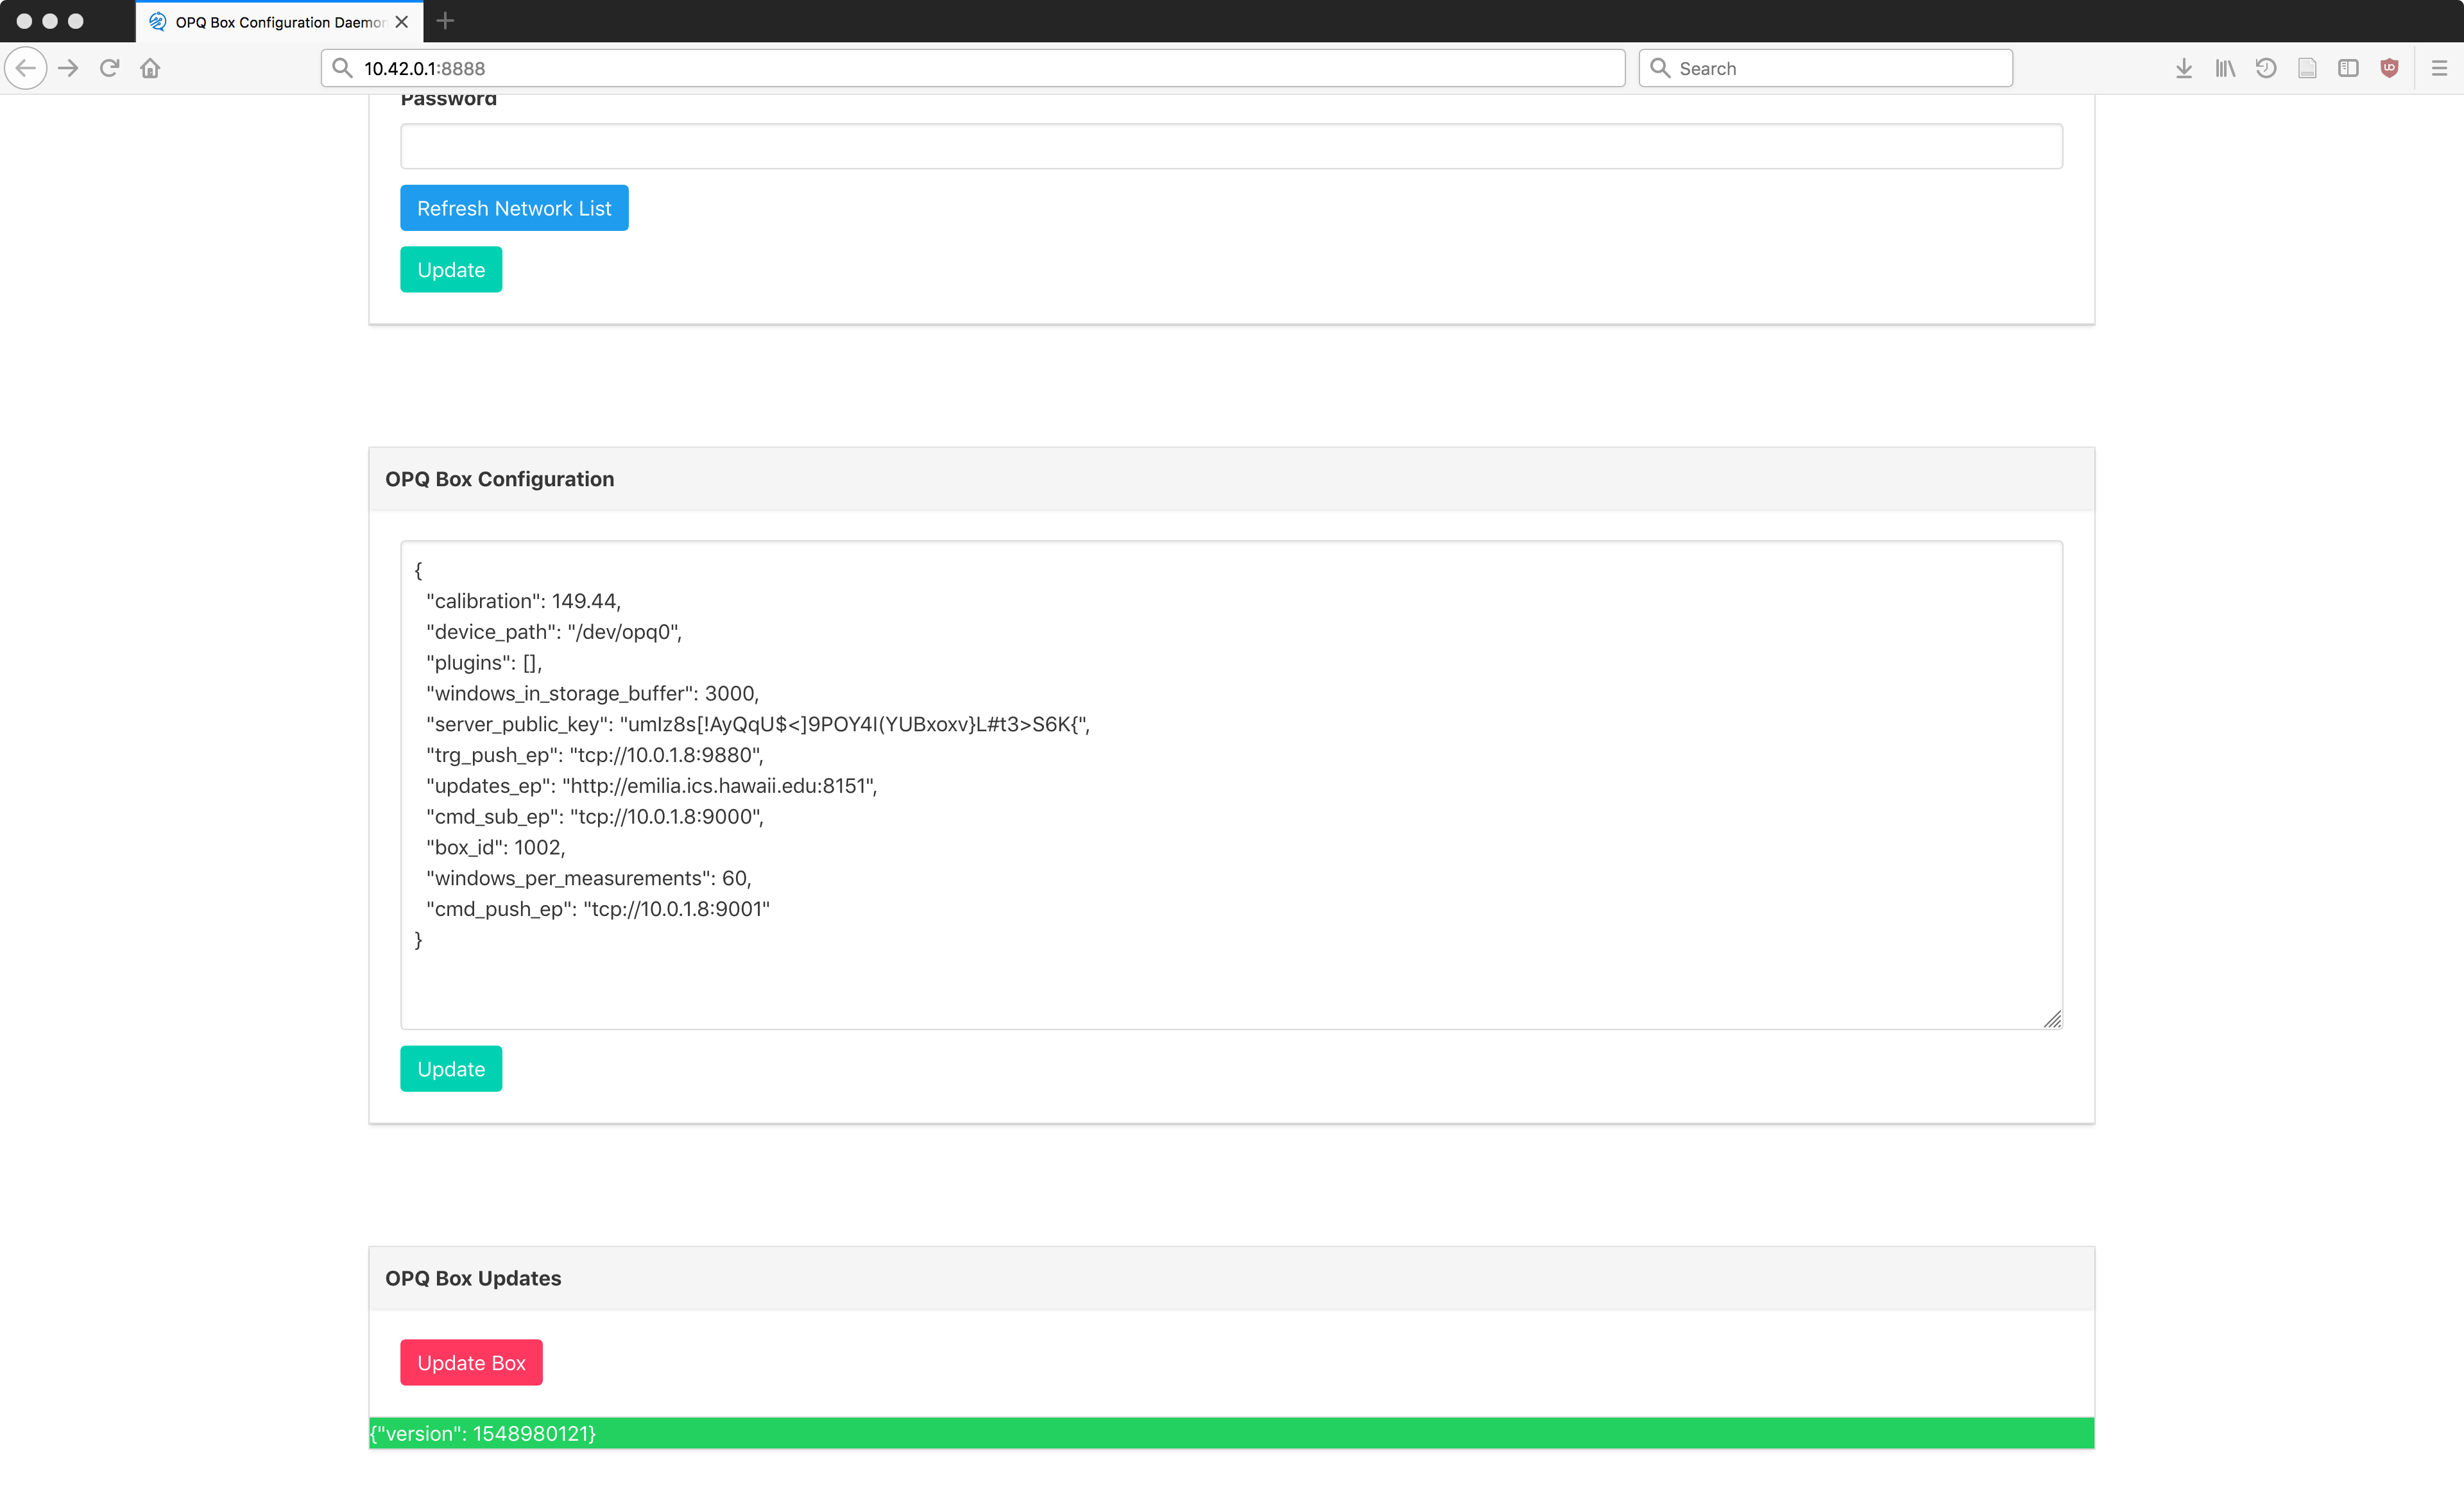 OPQ Box Configuration Daemon
10.42.0.1:8888
Search
Password
Refresh Network List
Update
OPQ Box Configuration
{
"calibration": 149.44,
"device_path": "/dev/opq0",
"plugins": [],
"windows_in_storage_buffer": 3000,
"server_public_key": "umIz8s[!AyQqU$<]9POY4I(YUBxoxv}L#t3>S6K{",
"trg_push_ep": "tcp://10.0.1.8:9880",
"updates_ep": "http://emilia.ics.hawaii.edu:8151",
"cmd_sub_ep": "tcp://10.0.1.8:9000",
"box_id": 1002,
"windows_per_measurements": 60,
"cmd_push_ep": "tcp://10.0.1.8:9001"
}
Update
OPQ Box Updates
Update Box
{"version": 1548980121}